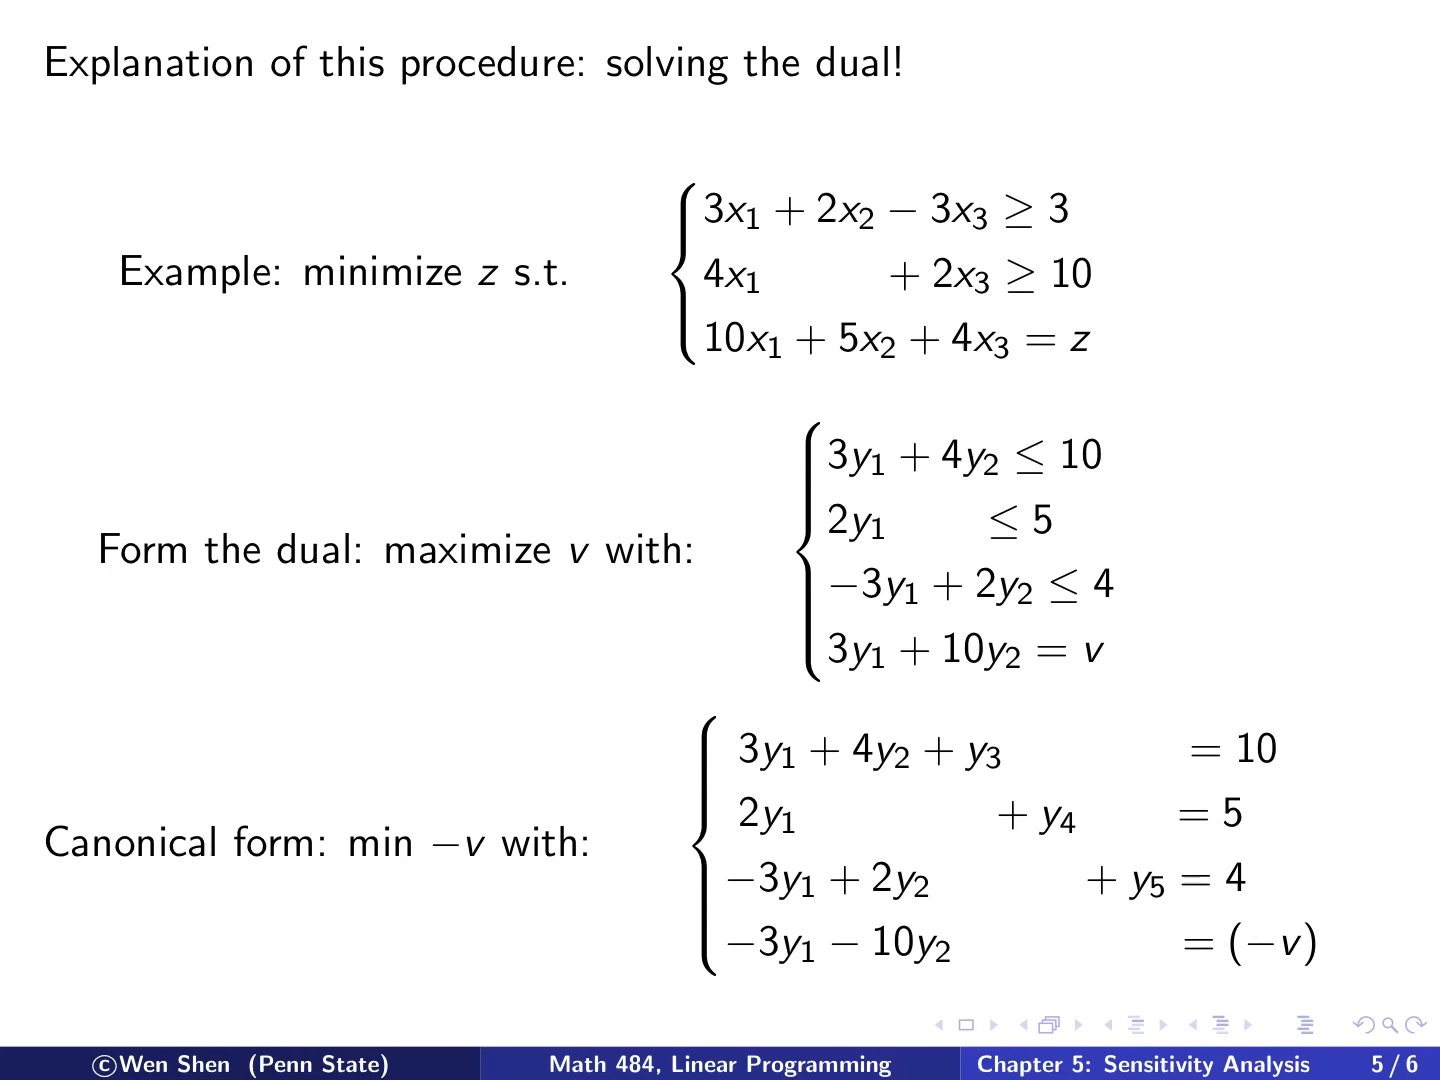 Explanation of this procedure: solving the dual!
3x₁ + 2x₂ − 3x₃ ≥ 3
Example: minimize z s.t.
4x₁ + 2x₃ ≥ 10
10x₁ + 5x₂ + 4x₃ = z
3y₁ + 4y₂ ≤ 10
2y₁ ≤ 5
Form the dual: maximize v with:
−3y₁ + 2y₂ ≤ 4
3y₁ + 10y₂ = v
3y₁ + 4y₂ + y₃ = 10
2y₁ + y₄ = 5
Canonical form: min −v with:
−3y₁ + 2y₂ + y₅ = 4
−3y₁ − 10y₂ = (−v)
©Wen Shen (Penn State) Math 484, Linear Programming Chapter 5: Sensitivity Analysis 5 / 6